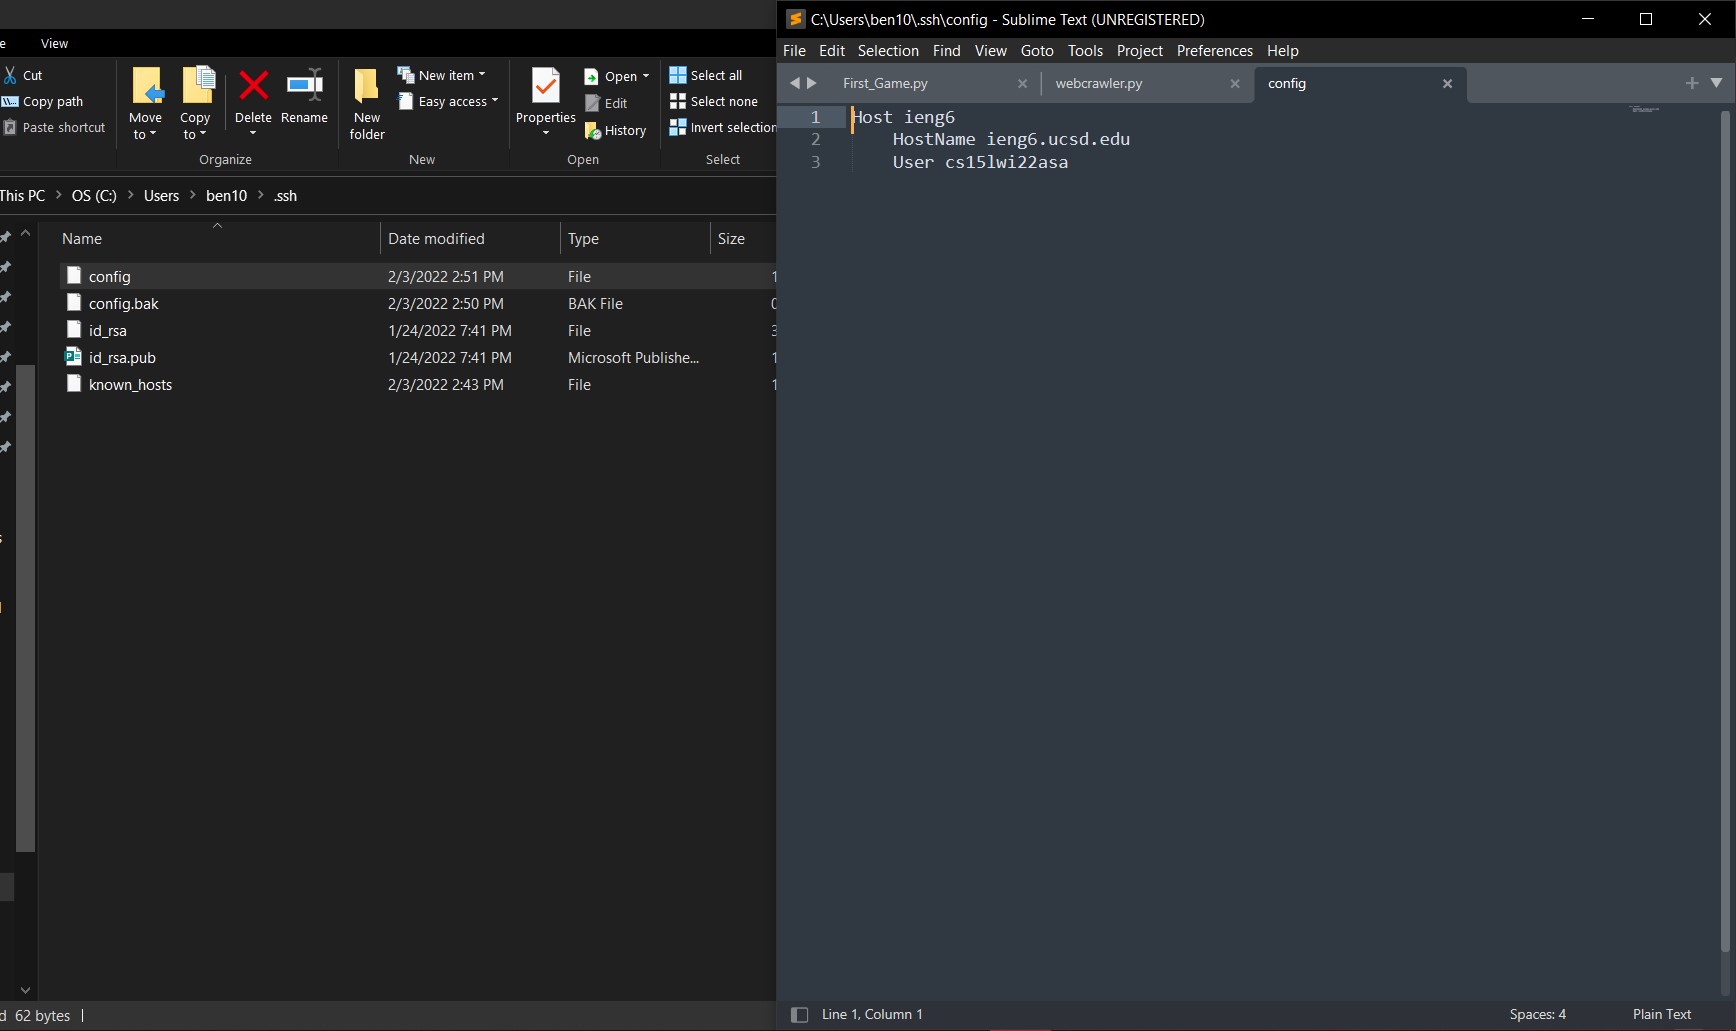 e View
Cut
Copy path
Paste shortcut
Move to
Copy to
Delete
Rename
New folder
New item
Easy access
Properties
Open
Edit
History
Select all
Select none
Invert selection
Organize
New
Open
Select
This PC > OS (C:) > Users > ben10 > .ssh
Name Date modified Type Size
config 2/3/2022 2:51 PM File 1
config.bak 2/3/2022 2:50 PM BAK File 0
id_rsa 1/24/2022 7:41 PM File 3
id_rsa.pub 1/24/2022 7:41 PM Microsoft Publishe... 1
known_hosts 2/3/2022 2:43 PM File 1
d 62 bytes
C:\Users\ben10\.ssh\config - Sublime Text (UNREGISTERED)
File Edit Selection Find View Goto Tools Project Preferences Help
First_Game.py webcrawler.py config
1 Host ieng6
2 HostName ieng6.ucsd.edu
3 User cs15lwi22asa
Line 1, Column 1 Spaces: 4 Plain Text